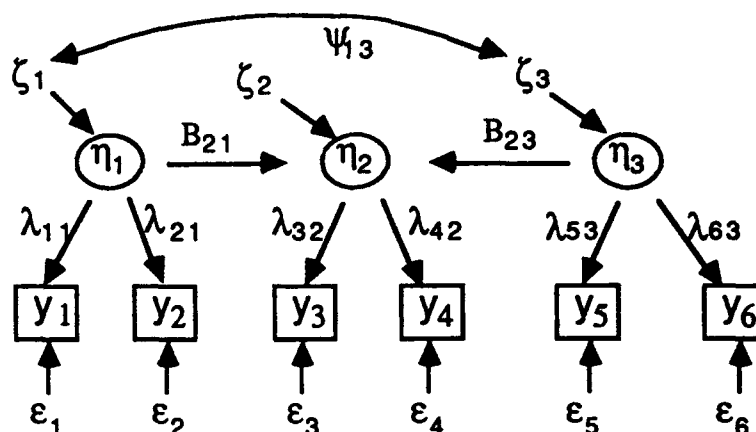 ψ13
ζ1 ζ2 ζ3
B21 B23
η1 η2 η3
λ11 λ21 λ32 λ42 λ53 λ63
y1 y2 y3 y4 y5 y6
ε1 ε2 ε3 ε4 ε5 ε6